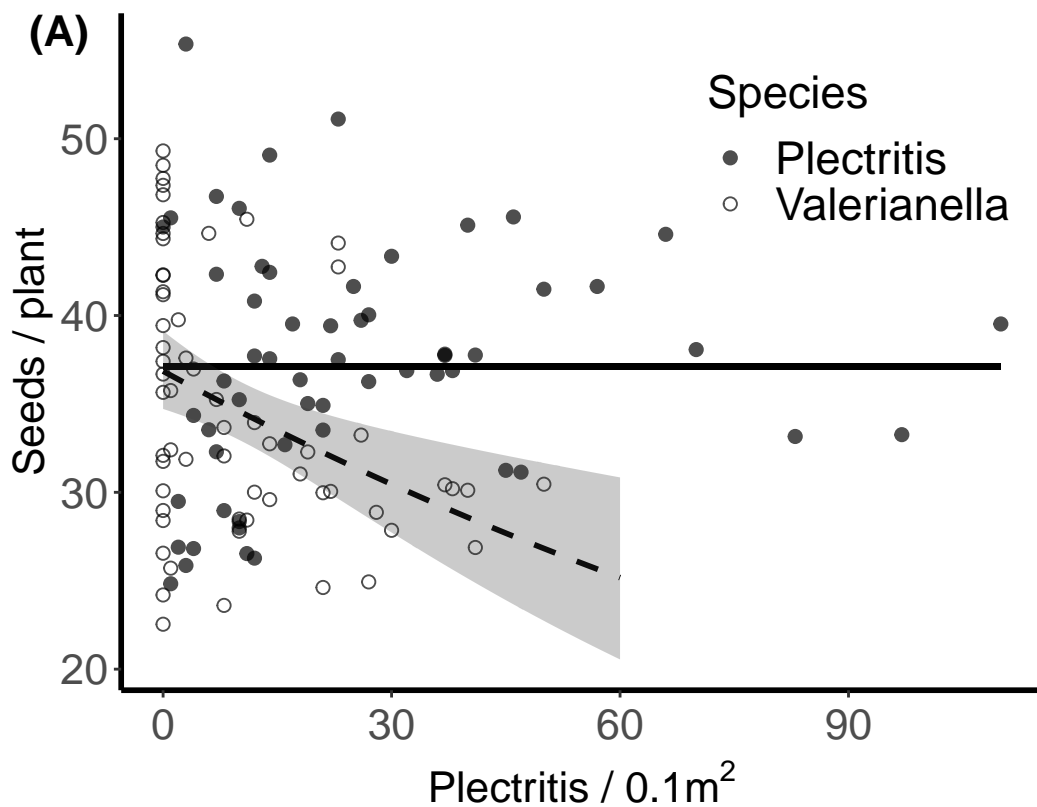 (A)
Species
Plectritis
Valerianella
Seeds / plant
50
40
30
20
0 30 60 90
Plectritis / 0.1m²